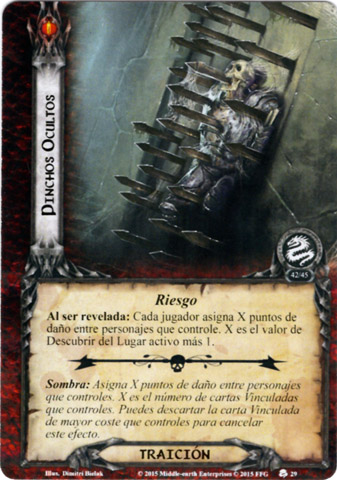 PINCHOS OCULTOS
42/45
Riesgo
Al ser revelada: Cada jugador asigna X puntos de
daño entre personajes que controle. X es el valor de
Descubrir del Lugar activo más 1.
Sombra: Asigna X puntos de daño entre personajes
que controles. X es el número de cartas Vinculadas
que controles. Puedes descartar la carta Vinculada
de mayor coste que controles para cancelar
este efecto.
TRAICIÓN
Illus. Dimitri Bielak © 2015 Middle-earth Enterprises © 2015 FFG 29